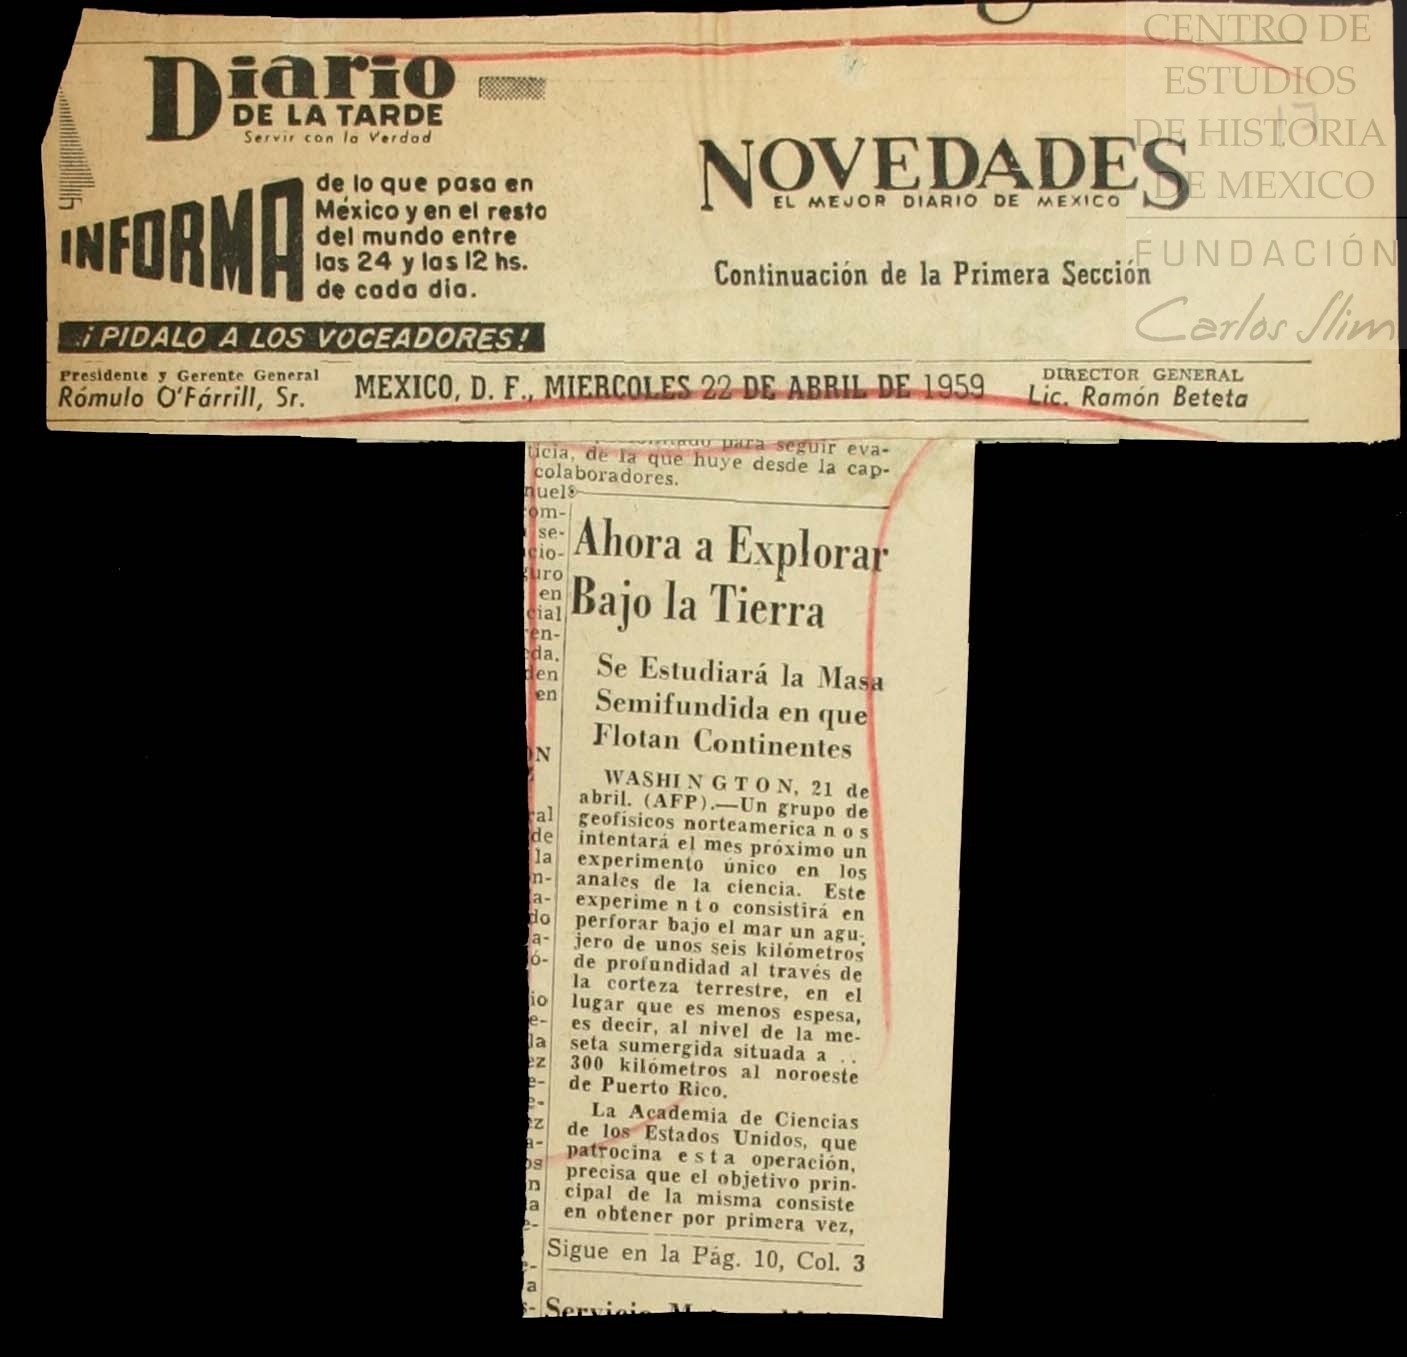 Diario
DE LA TARDE
Servir con la Verdad
INFORMA
de lo que pasa en
México y en el resto
del mundo entre
las 24 y las 12 hs.
de cada dia.
¡PIDALO A LOS VOCEADORES!
NOVEDADES
EL MEJOR DIARIO DE MEXICO
Continuación de la Primera Sección
CENTRO DE
ESTUDIOS
DE HISTORIA
DE MEXICO
FUNDACIÓN
Carlos Slim
Presidente y Gerente General
Rómulo O'Fárrill, Sr.
MEXICO, D. F., MIERCOLES 22 DE ABRIL DE 1959
DIRECTOR GENERAL
Lic. Ramón Beteta
para seguir eva-
de la que huye desde la cap-
colaboradores.
Ahora a Explorar
Bajo la Tierra
Se Estudiará la Masa
Semifundida en que
Flotan Continentes
WASHINGTON, 21 de
abril. (AFP).—Un grupo de
geofísicos norteamericanos
intentará el mes próximo un
experimento único en los
anales de la ciencia. Este
experimento consistirá en
perforar bajo el mar un agu-
jero de unos seis kilómetros
de profundidad al través de
la corteza terrestre, en el
lugar que es menos espesa,
es decir, al nivel de la me-
seta sumergida situada a ..
300 kilómetros al noroeste
de Puerto Rico.
La Academia de Ciencias
de los Estados Unidos, que
patrocina esta operación,
precisa que el objetivo prin-
cipal de la misma consiste
en obtener por primera vez,
Sigue en la Pág. 10, Col. 3